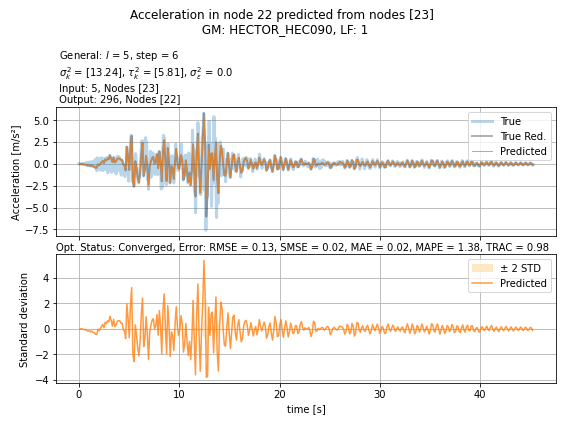 Acceleration in node 22 predicted from nodes [23]
GM: HECTOR_HEC090, LF: 1
General: l = 5, step = 6
σ²ₖ = [13.24], τ²ₖ = [5.81], σ²ε = 0.0
Input: 5, Nodes [23]
Output: 296, Nodes [22]
Acceleration [m/s²]
5.0
2.5
0.0
−2.5
−5.0
−7.5
True
True Red.
Predicted
Opt. Status: Converged, Error: RMSE = 0.13, SMSE = 0.02, MAE = 0.02, MAPE = 1.38, TRAC = 0.98
Standard deviation
4
2
0
−2
−4
± 2 STD
Predicted
0
10
20
30
40
time [s]